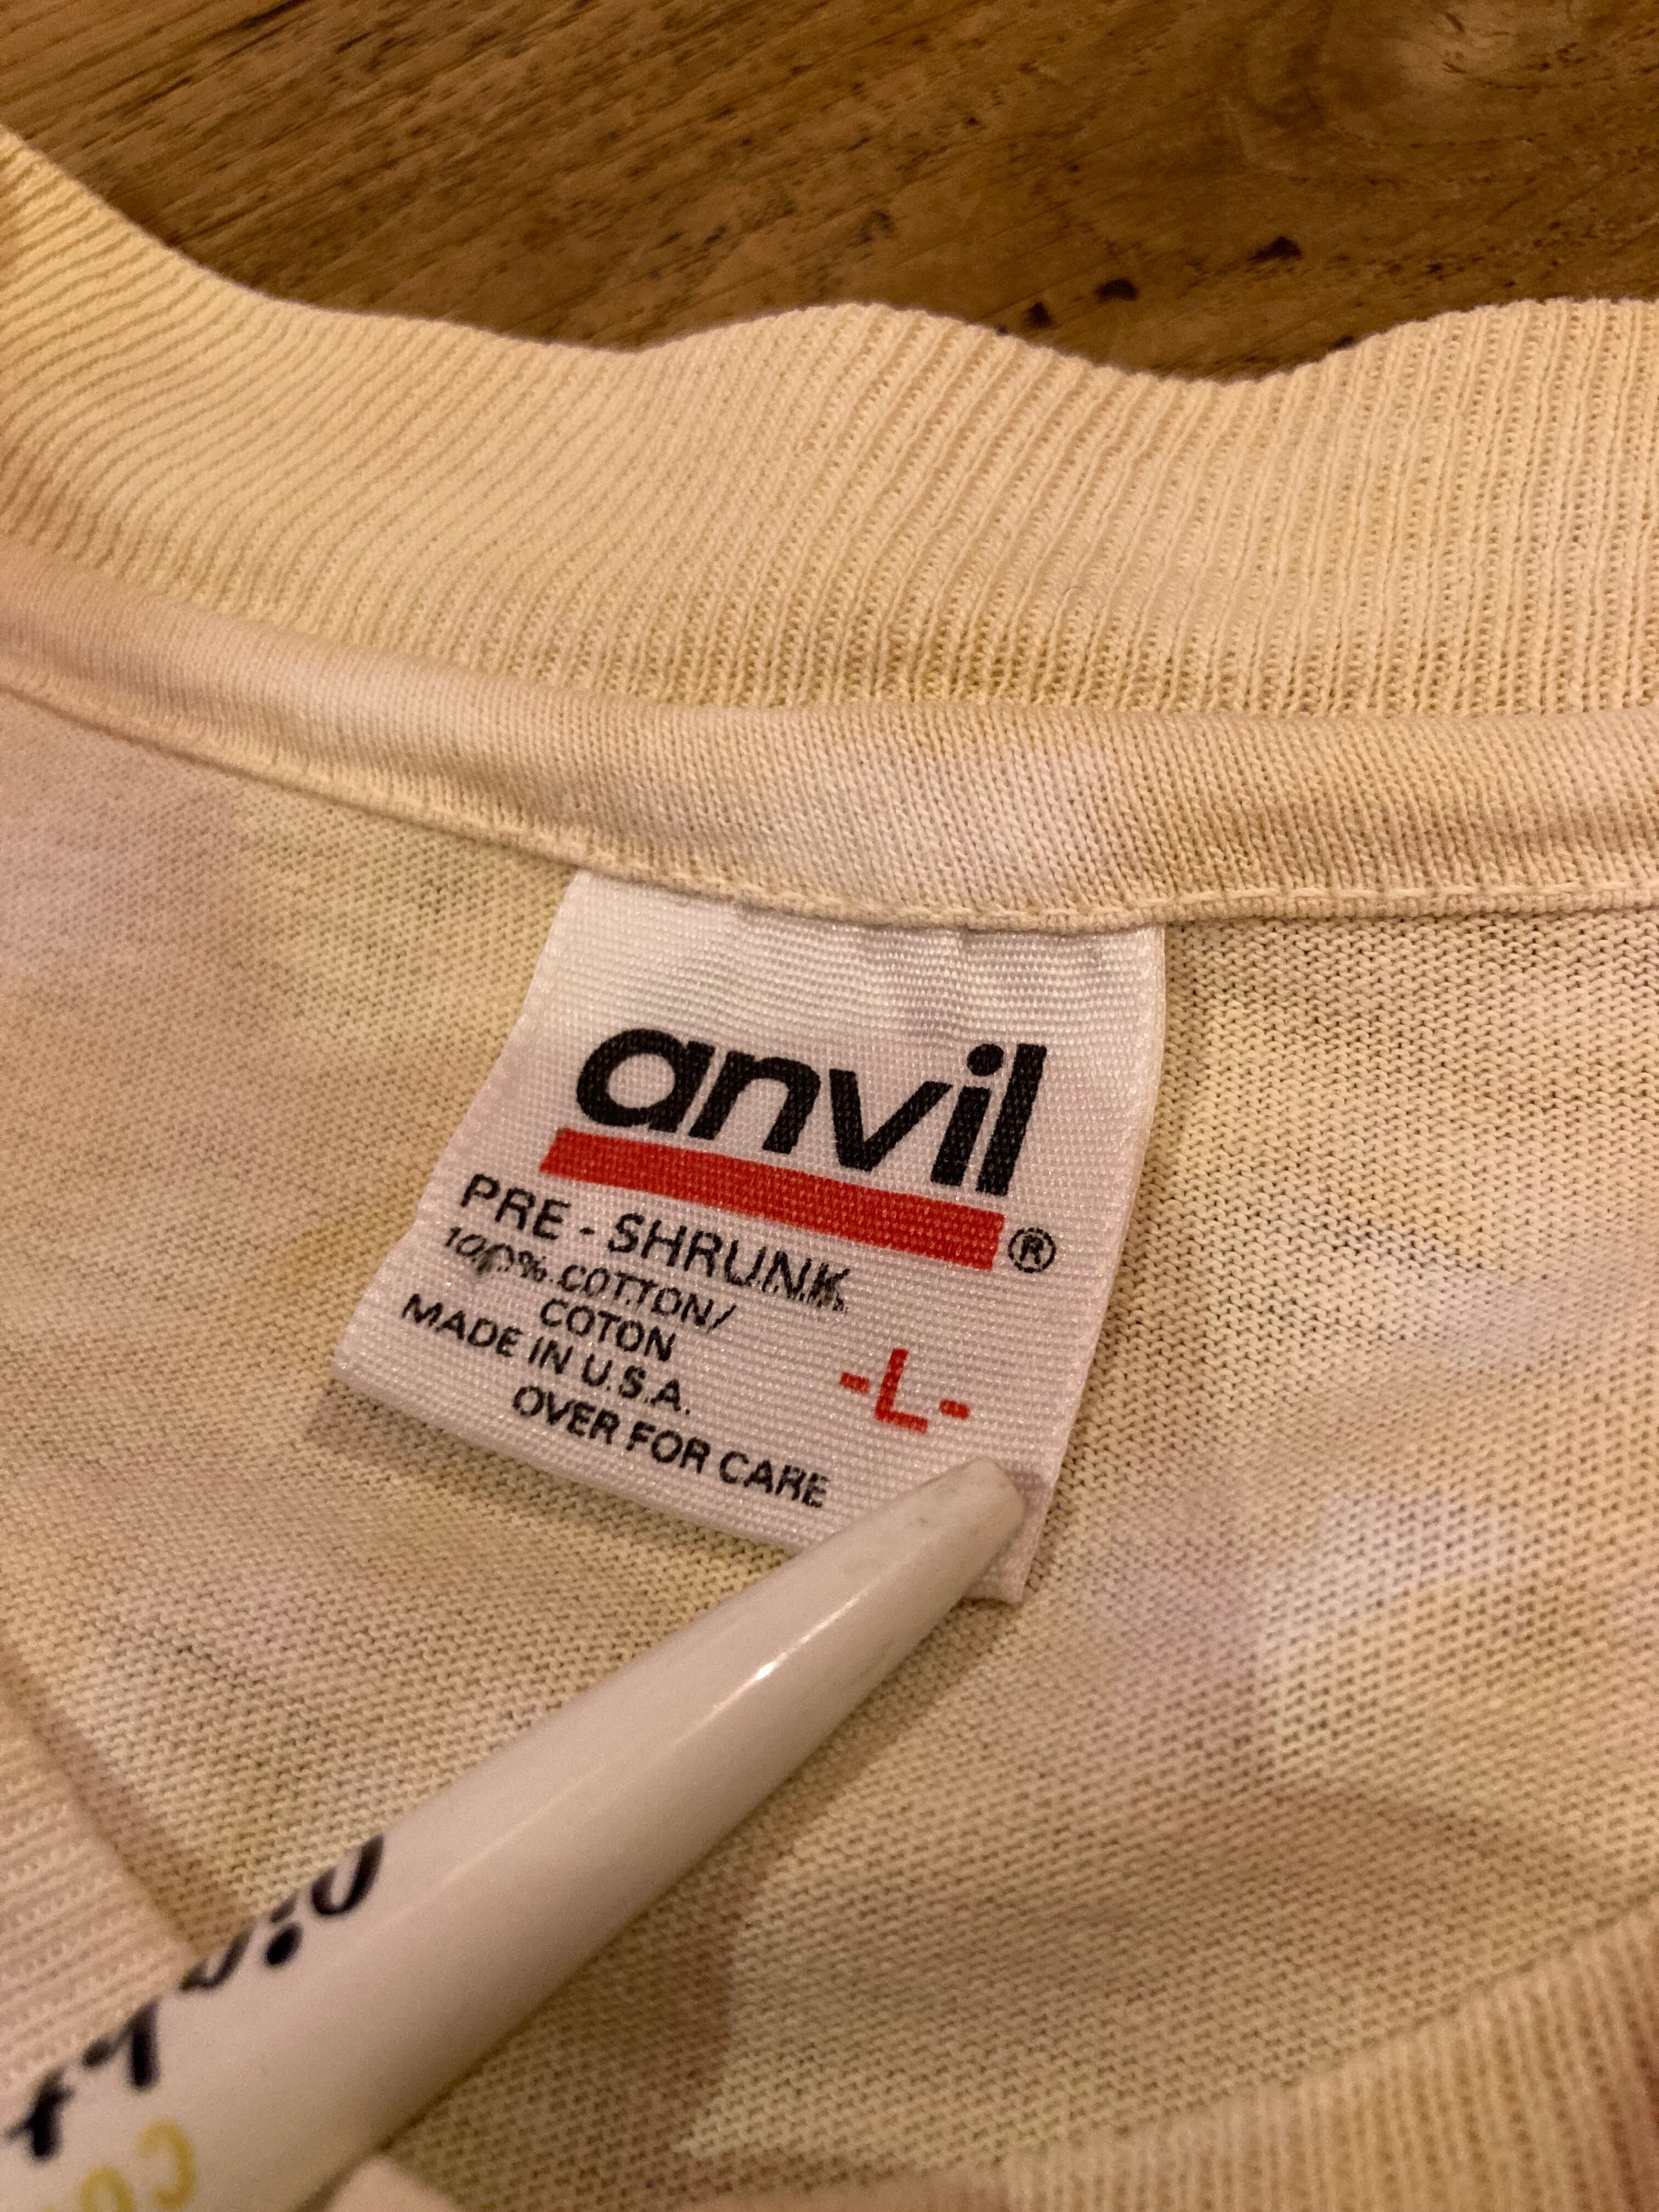 anvil
®
PRE - SHRUNK
100% COTTON/
COTON
MADE IN U.S.A.
-L-
OVER FOR CARE